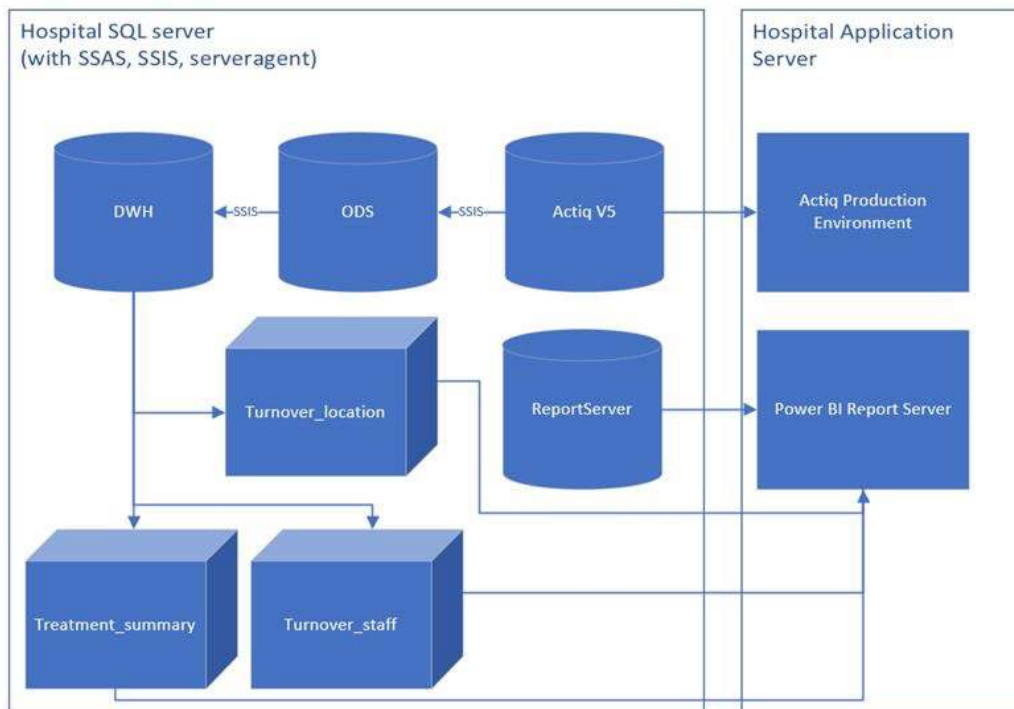 Hospital SQL server
(with SSAS, SSIS, serveragent)
Hospital Application
Server
DWH
SSIS
ODS
SSIS
Actiq V5
Actiq Production
Environment
Turnover_location
ReportServer
Power BI Report Server
Treatment_summary
Turnover_staff